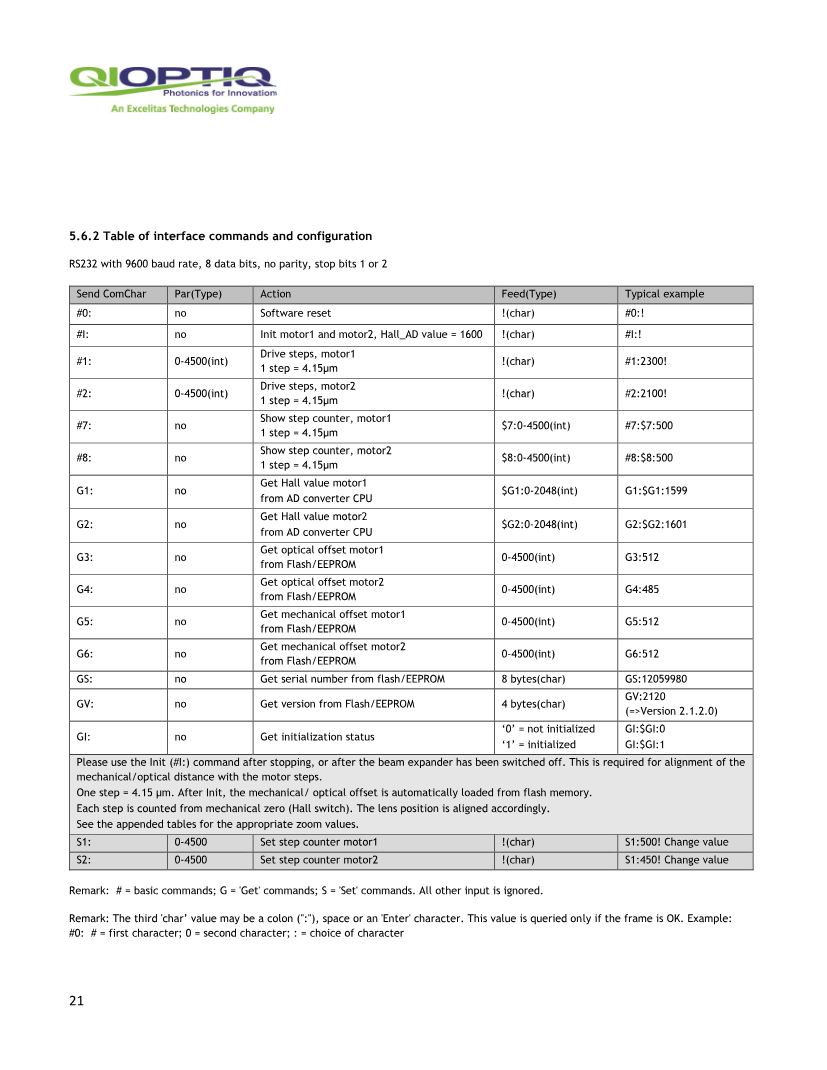 QIOPTIQ
Photonics for Innovation
An Excelitas Technologies Company
5.6.2 Table of interface commands and configuration
RS232 with 9600 baud rate, 8 data bits, no parity, stop bits 1 or 2
Send ComChar Par(Type) Action Feed(Type) Typical example
#0: no Software reset !(char) #0:!
#I: no Init motor1 and motor2, Hall_AD value = 1600 !(char) #I:!
#1: 0-4500(int) Drive steps, motor1 !(char) #1:2300!
1 step = 4.15µm
#2: 0-4500(int) Drive steps, motor2 !(char) #2:2100!
1 step = 4.15µm
#7: no Show step counter, motor1 $7:0-4500(int) #7:$7:500
1 step = 4.15µm
#8: no Show step counter, motor2 $8:0-4500(int) #8:$8:500
1 step = 4.15µm
G1: no Get Hall value motor1 $G1:0-2048(int) G1:$G1:1599
from AD converter CPU
G2: no Get Hall value motor2 $G2:0-2048(int) G2:$G2:1601
from AD converter CPU
G3: no Get optical offset motor1 0-4500(int) G3:512
from Flash/EEPROM
G4: no Get optical offset motor2 0-4500(int) G4:485
from Flash/EEPROM
G5: no Get mechanical offset motor1 0-4500(int) G5:512
from Flash/EEPROM
G6: no Get mechanical offset motor2 0-4500(int) G6:512
from Flash/EEPROM
GS: no Get serial number from flash/EEPROM 8 bytes(char) GS:12059980
GV: no Get version from Flash/EEPROM 4 bytes(char) GV:2120
(=>Version 2.1.2.0)
GI: no Get initialization status ‘0’ = not initialized GI:$GI:0
‘1’ = initialized GI:$GI:1
Please use the Init (#I:) command after stopping, or after the beam expander has been switched off. This is required for alignment of the
mechanical/optical distance with the motor steps.
One step = 4.15 µm. After Init, the mechanical/ optical offset is automatically loaded from flash memory.
Each step is counted from mechanical zero (Hall switch). The lens position is aligned accordingly.
See the appended tables for the appropriate zoom values.
S1: 0-4500 Set step counter motor1 !(char) S1:500! Change value
S2: 0-4500 Set step counter motor2 !(char) S1:450! Change value
Remark: # = basic commands; G = 'Get' commands; S = 'Set' commands. All other input is ignored.
Remark: The third 'char’ value may be a colon (":"), space or an 'Enter' character. This value is queried only if the frame is OK. Example:
#0: # = first character; 0 = second character; : = choice of character
21